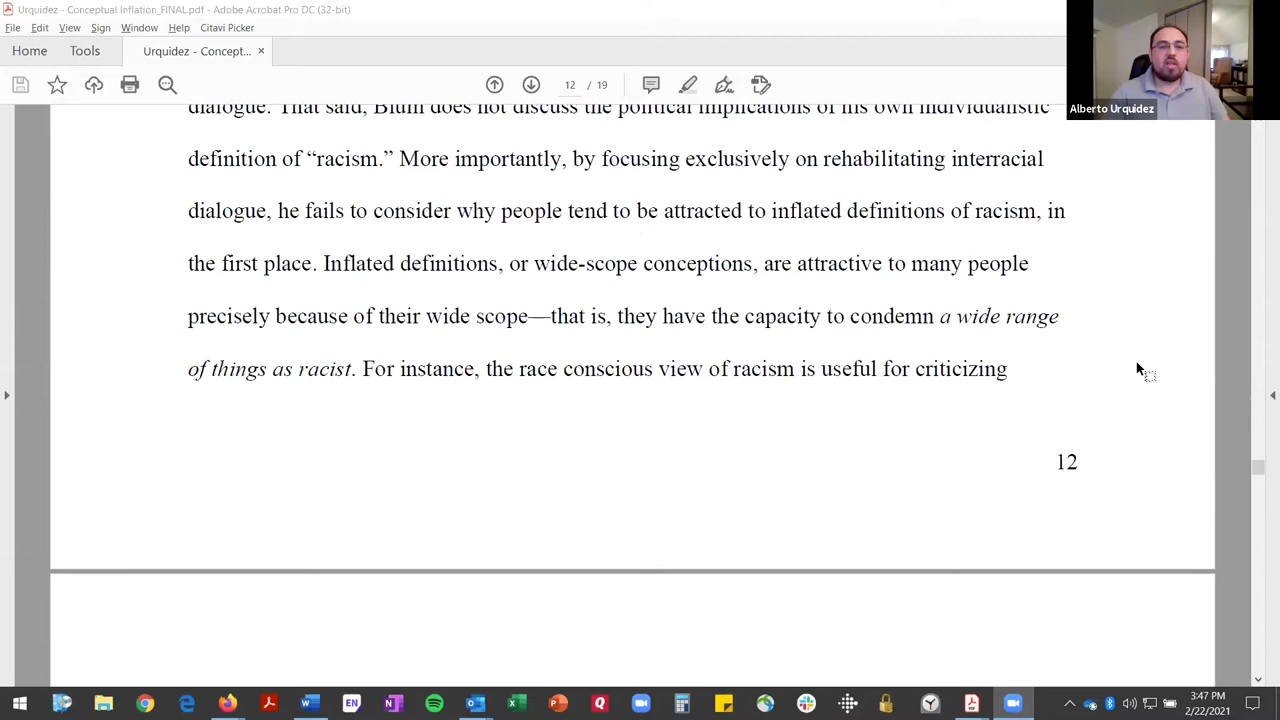 Urquidez - Conceptual Inflation_FINAL.pdf - Adobe Acrobat Pro DC (32-bit)
File Edit View Sign Window Help Citavi Picker
Home Tools Urquidez - Concept... ×
12 / 19
Alberto Urquidez
dialogue. That said, Blum does not discuss the political implications of his own individualistic
definition of “racism.” More importantly, by focusing exclusively on rehabilitating interracial
dialogue, he fails to consider why people tend to be attracted to inflated definitions of racism, in
the first place. Inflated definitions, or wide-scope conceptions, are attractive to many people
precisely because of their wide scope—that is, they have the capacity to condemn a wide range
of things as racist. For instance, the race conscious view of racism is useful for criticizing
12
EN
3:47 PM
2/22/2021